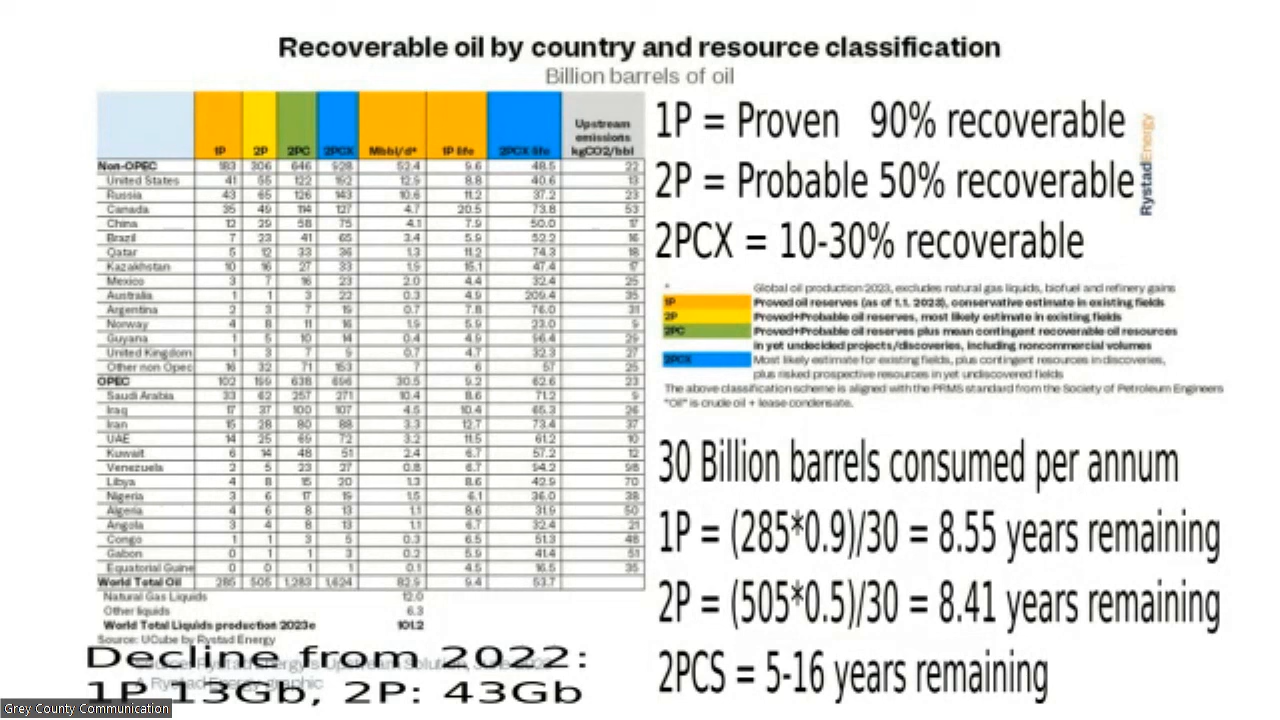 Recoverable oil by country and resource classification
Billion barrels of oil
1P 2P 2PC 2PCX Mbbl/d* 1P life 2PCX life Upstream emissions kgCO2/bbl
Non-OPEC 183 306 646 928 52.4 9.6 48.5 22
United States 41 55 122 192 12.9 8.8 40.6 13
Russia 43 65 126 143 10.6 11.2 37.2 23
Canada 35 49 114 127 4.7 20.5 73.8 53
China 12 29 58 75 4.1 7.9 50.0 17
Brazil 7 23 41 65 3.4 5.9 52.2 16
Qatar 5 12 33 36 1.3 11.2 74.3 18
Kazakhstan 10 16 27 33 1.9 15.1 47.4 17
Mexico 3 7 16 23 2.0 4.4 32.4 25
Australia 1 1 3 22 0.3 4.9 209.4 35
Argentina 2 3 7 19 0.7 7.8 76.0 31
Norway 4 8 11 16 1.9 5.9 23.0 9
Guyana 1 5 10 14 0.4 4.9 96.4 29
United Kingdom 1 3 7 9 0.7 4.7 32.3 27
Other non Opec 16 32 71 153 7 6 57 25
OPEC 102 199 638 696 30.5 9.2 62.6 23
Saudi Arabia 33 62 257 271 10.4 8.6 71.2 9
Iraq 17 37 100 107 4.5 10.4 65.3 26
Iran 15 28 80 88 3.3 12.7 73.4 37
UAE 14 25 69 72 3.2 11.5 61.2 10
Kuwait 6 14 48 51 2.4 6.7 57.2 12
Venezuela 2 5 23 27 0.8 6.7 94.2 98
Libya 4 8 15 20 1.3 8.6 42.9 70
Nigeria 3 6 17 19 1.5 6.1 36.0 38
Algeria 4 6 8 13 1.1 8.6 31.9 50
Angola 3 4 8 13 1.1 6.7 32.4 21
Congo 1 1 3 5 0.3 6.5 51.3 48
Gabon 0 1 1 3 0.2 5.9 41.4 51
Equatorial Guine 0 0 1 1 0.1 4.5 16.5 35
World Total Oil 285 505 1,283 1,624 82.9 9.4 53.7
Natural Gas Liquids 12.0
Other liquids 6.3
World Total Liquids production 2023e 101.2
Source: UCube by Rystad Energy
Source: Rystad Energy's Upstream Solution, June
A Rystad Energy graphic
Decline from 2022:
1P 13Gb, 2P: 43Gb
1P = Proven 90% recoverable
2P = Probable 50% recoverable
2PCX = 10-30% recoverable
RystadEnergy
* Global oil production 2023, excludes natural gas liquids, biofuel and refinery gains
1P Proved oil reserves (as of 1.1. 2023), conservative estimate in existing fields
2P Proved+Probable oil reserves, most likely estimate in existing fields
2PC Proved+Probable oil reserves plus mean contingent recoverable oil resources
in yet undecided projects/discoveries, including noncommercial volumes
2PCX Most likely estimate for existing fields, plus contingent resources in discoveries,
plus risked prospective resources in yet undiscovered fields
The above classification scheme is aligned with the PRMS standard from the Society of Petroleum Engineers
"Oil" is crude oil + lease condensate.
30 Billion barrels consumed per annum
1P = (285*0.9)/30 = 8.55 years remaining
2P = (505*0.5)/30 = 8.41 years remaining
2PCS = 5-16 years remaining
Grey County Communication